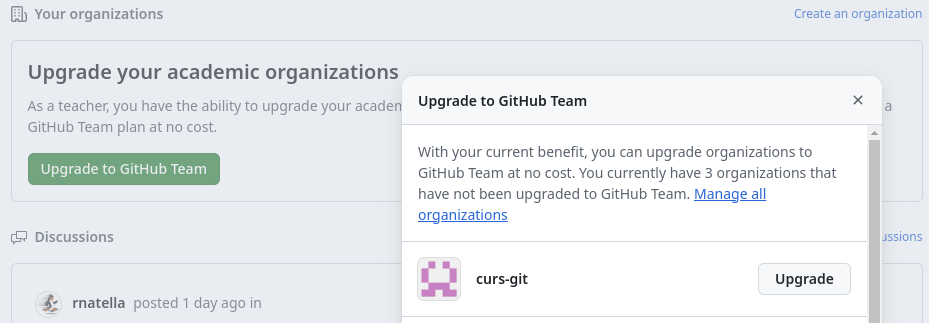 Your organizations
Create an organization
Upgrade your academic organizations
As a teacher, you have the ability to upgrade your academ
a
GitHub Team plan at no cost.
Upgrade to GitHub Team
Upgrade to GitHub Team
With your current benefit, you can upgrade organizations to
GitHub Team at no cost. You currently have 3 organizations that
have not been upgraded to GitHub Team. Manage all
organizations
Discussions
ussions
curs-git
Upgrade
rnatella posted 1 day ago in